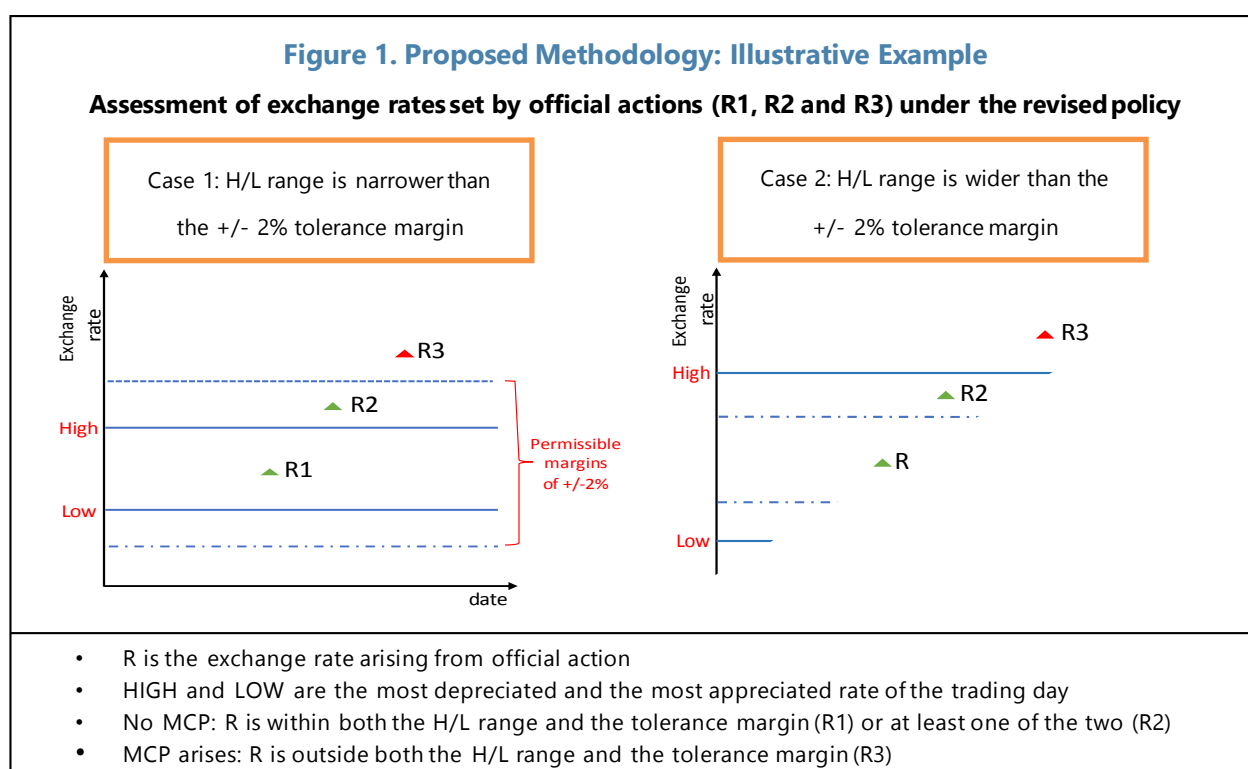 Figure 1. Proposed Methodology: Illustrative Example
Assessment of exchange rates set by official actions (R1, R2 and R3) under the revised policy
Case 1: H/L range is narrower than
the +/- 2% tolerance margin
Exchange
rate
R3
R2
High
R1
Permissible
margins
of +/-2%
Low
date
Case 2: H/L range is wider than the
+/- 2% tolerance margin
Exchange
rate
R3
High
R2
R
Low
• R is the exchange rate arising from official action
• HIGH and LOW are the most depreciated and the most appreciated rate of the trading day
• No MCP: R is within both the H/L range and the tolerance margin (R1) or at least one of the two (R2)
• MCP arises: R is outside both the H/L range and the tolerance margin (R3)